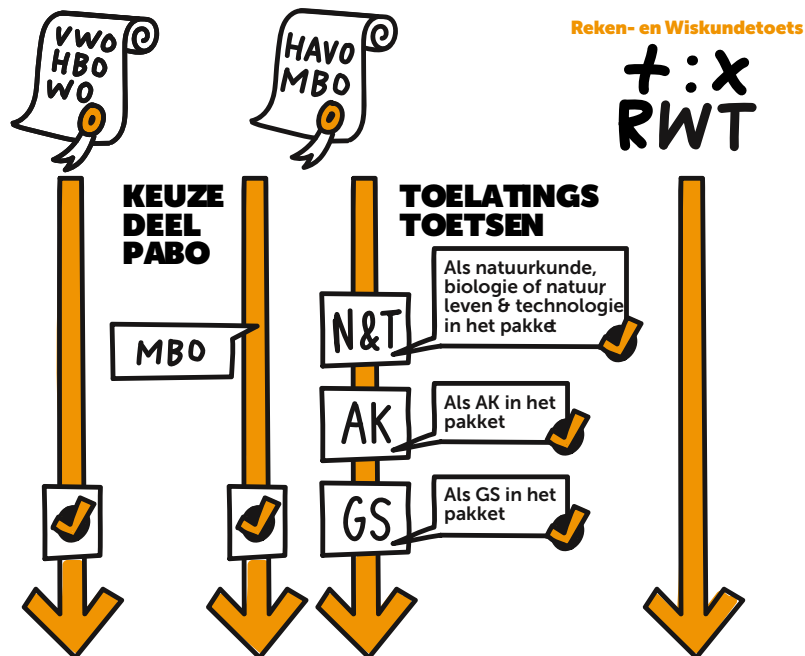 VWO
HBO
WO
HAVO
MBO
Reken- en Wiskundetoets
+ : x
RWT
KEUZE
DEEL
PABO
MBO
TOELATINGS
TOETSEN
N&T
Als natuurkunde,
biologie of natuur,
leven & technologie
in het pakket
AK
Als AK in het
pakket
GS
Als GS in het
pakket